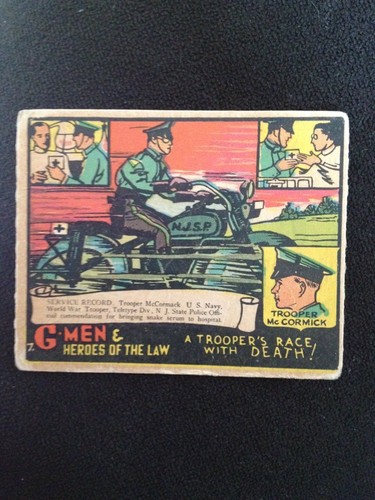 N.J.S.P.
SERVICE RECORD: Trooper McCormack U. S. Navy,
World War Trooper, Teletype Div., N. J. State Police Offi-
cial commendation for bringing snake serum to hospital.
TROOPER
McCORMICK
G-MEN &
HEROES OF THE LAW
A TROOPER'S RACE
WITH DEATH!
7.